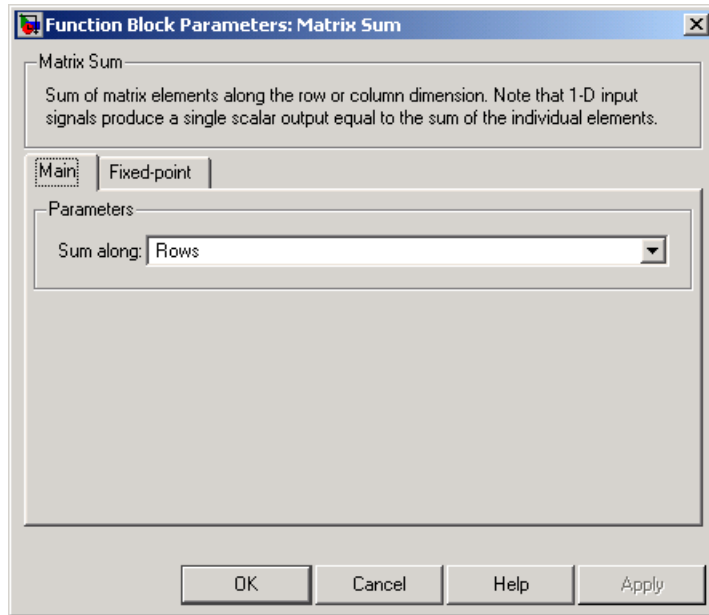 Function Block Parameters: Matrix Sum
Matrix Sum
Sum of matrix elements along the row or column dimension. Note that 1-D input
signals produce a single scalar output equal to the sum of the individual elements.
Main Fixed-point
Parameters
Sum along: Rows
OK Cancel Help Apply